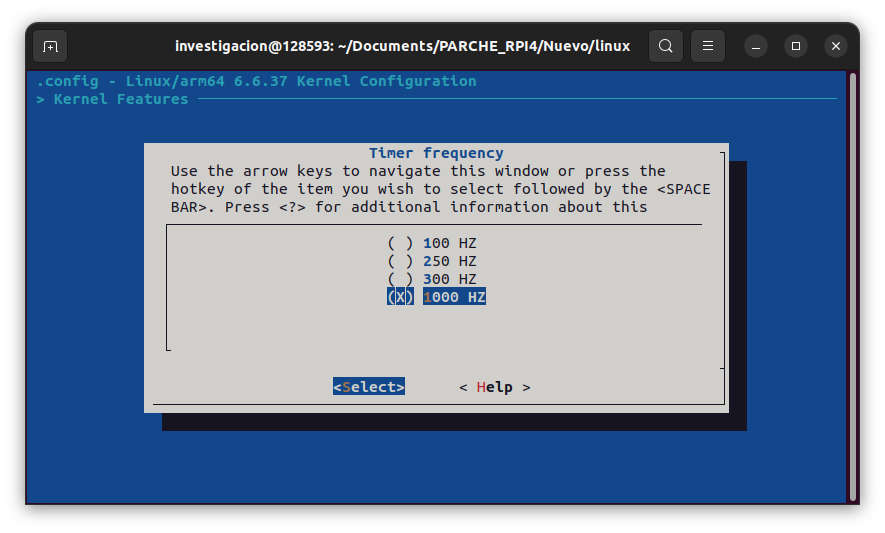 investigacion@128593: ~/Documents/PARCHE_RPI4/Nuevo/linux
.config - Linux/arm64 6.6.37 Kernel Configuration
> Kernel Features
Timer frequency
Use the arrow keys to navigate this window or press the
hotkey of the item you wish to select followed by the <SPACE
BAR>. Press <?> for additional information about this
( ) 100 HZ
( ) 250 HZ
( ) 300 HZ
(X) 1000 HZ
<Select> < Help >